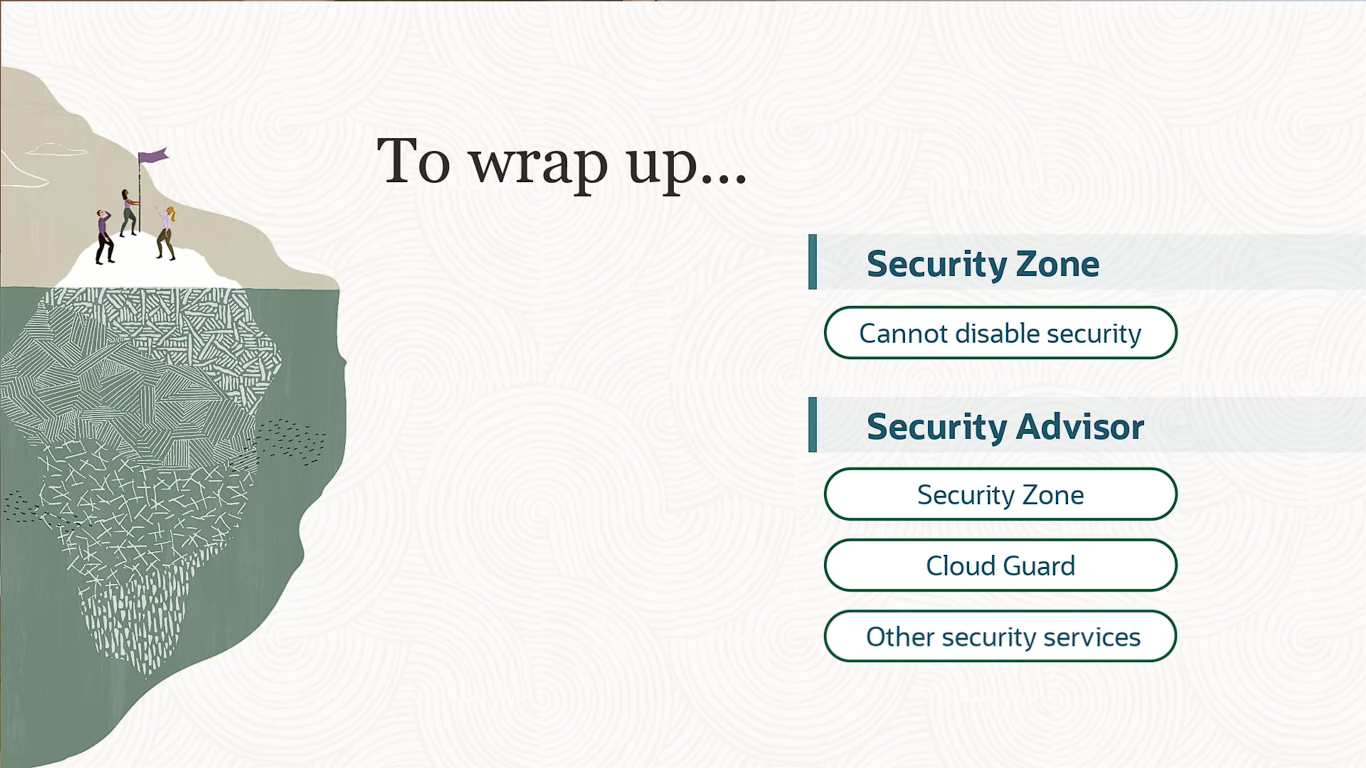 To wrap up...
Security Zone
Cannot disable security
Security Advisor
Security Zone
Cloud Guard
Other security services